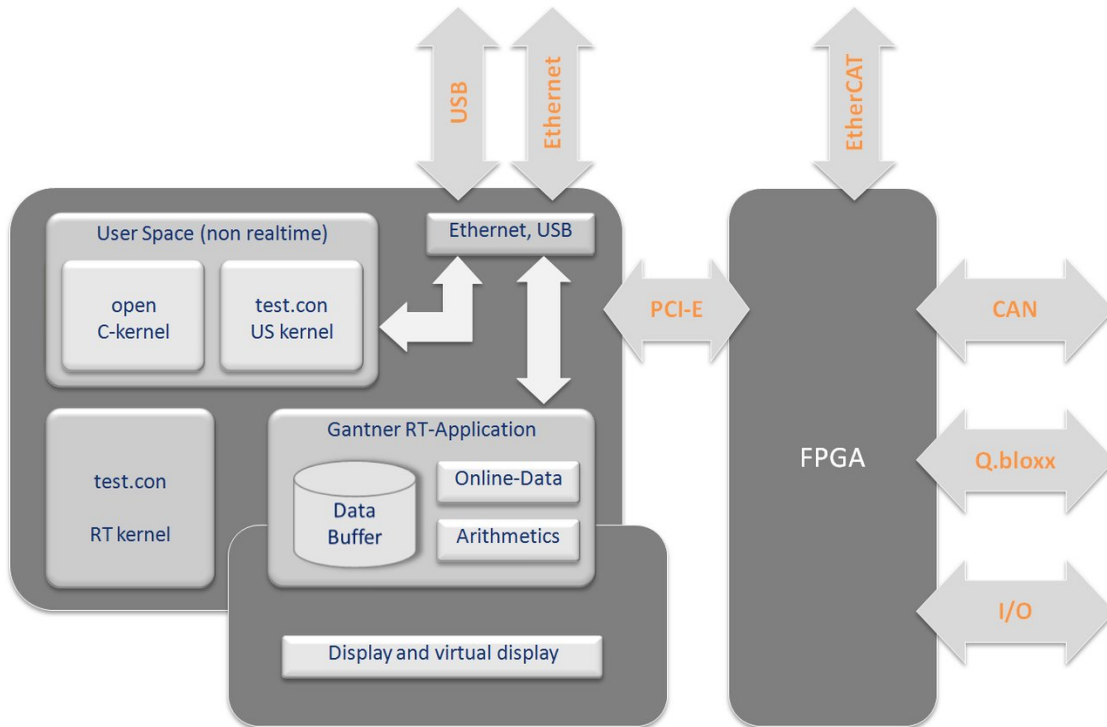 USB
Ethernet
EtherCAT
User Space (non realtime)
Ethernet, USB
open
C-kernel
test.con
US kernel
PCI-E
CAN
Gantner RT-Application
test.con
RT kernel
Data
Buffer
Online-Data
Arithmetics
FPGA
Q.bloxx
I/O
Display and virtual display